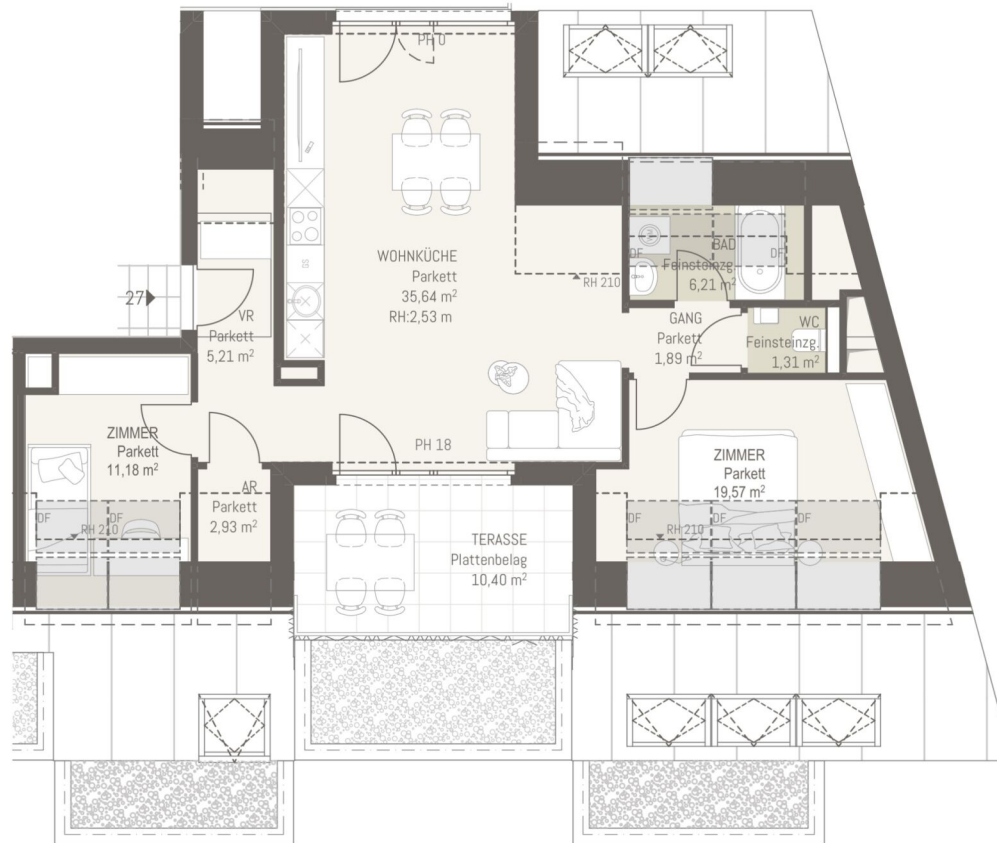 PH 0
WOHNKÜCHE
Parkett
35,64 m²
RH:2,53 m
RH 210
DF
BAD
DF
Feinsteinzg.
6,21 m²
27
VR
Parkett
5,21 m²
GANG
Parkett
1,89 m²
WC
Feinsteinzg.
1,31 m²
ZIMMER
Parkett
11,18 m²
PH 18
ZIMMER
Parkett
19,57 m²
AR
Parkett
2,93 m²
DF
DF
RH 210
TERASSE
Plattenbelag
10,40 m²
DF
DF
DF
RH 210